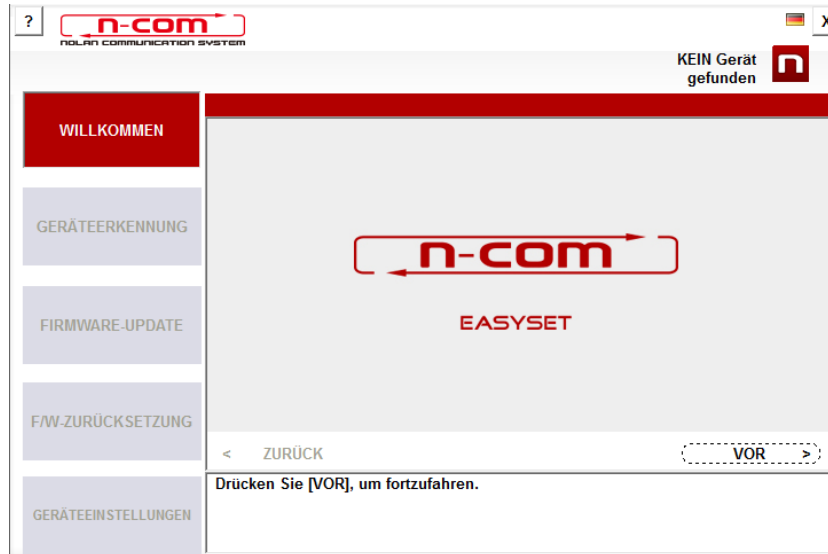 ?
n-com
NOLAN COMMUNICATION SYSTEM
X
KEIN Gerät
gefunden
n
WILLKOMMEN
GERÄTEERKENNUNG
FIRMWARE-UPDATE
F/W-ZURÜCKSETZUNG
GERÄTEEINSTELLUNGEN
n-com
EASYSET
< ZURÜCK
VOR >
Drücken Sie [VOR], um fortzufahren.